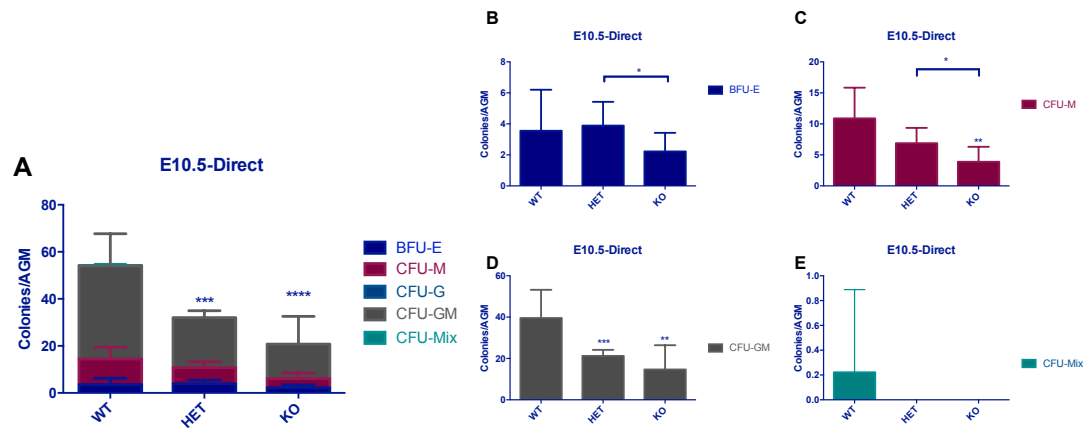 A
E10.5-Direct
Colonies/AGM
80
60
40
20
0
***
****
WT
HET
KO
BFU-E
CFU-M
CFU-G
CFU-GM
CFU-Mix
B
E10.5-Direct
Colonies/AGM
8
6
4
2
0
*
WT
HET
KO
BFU-E
C
E10.5-Direct
Colonies/AGM
20
15
10
5
0
*
**
WT
HET
KO
CFU-M
D
E10.5-Direct
Colonies/AGM
60
40
20
0
***
**
WT
HET
KO
CFU-GM
E
E10.5-Direct
Colonies/AGM
1.0
0.8
0.6
0.4
0.2
0.0
WT
HET
KO
CFU-Mix